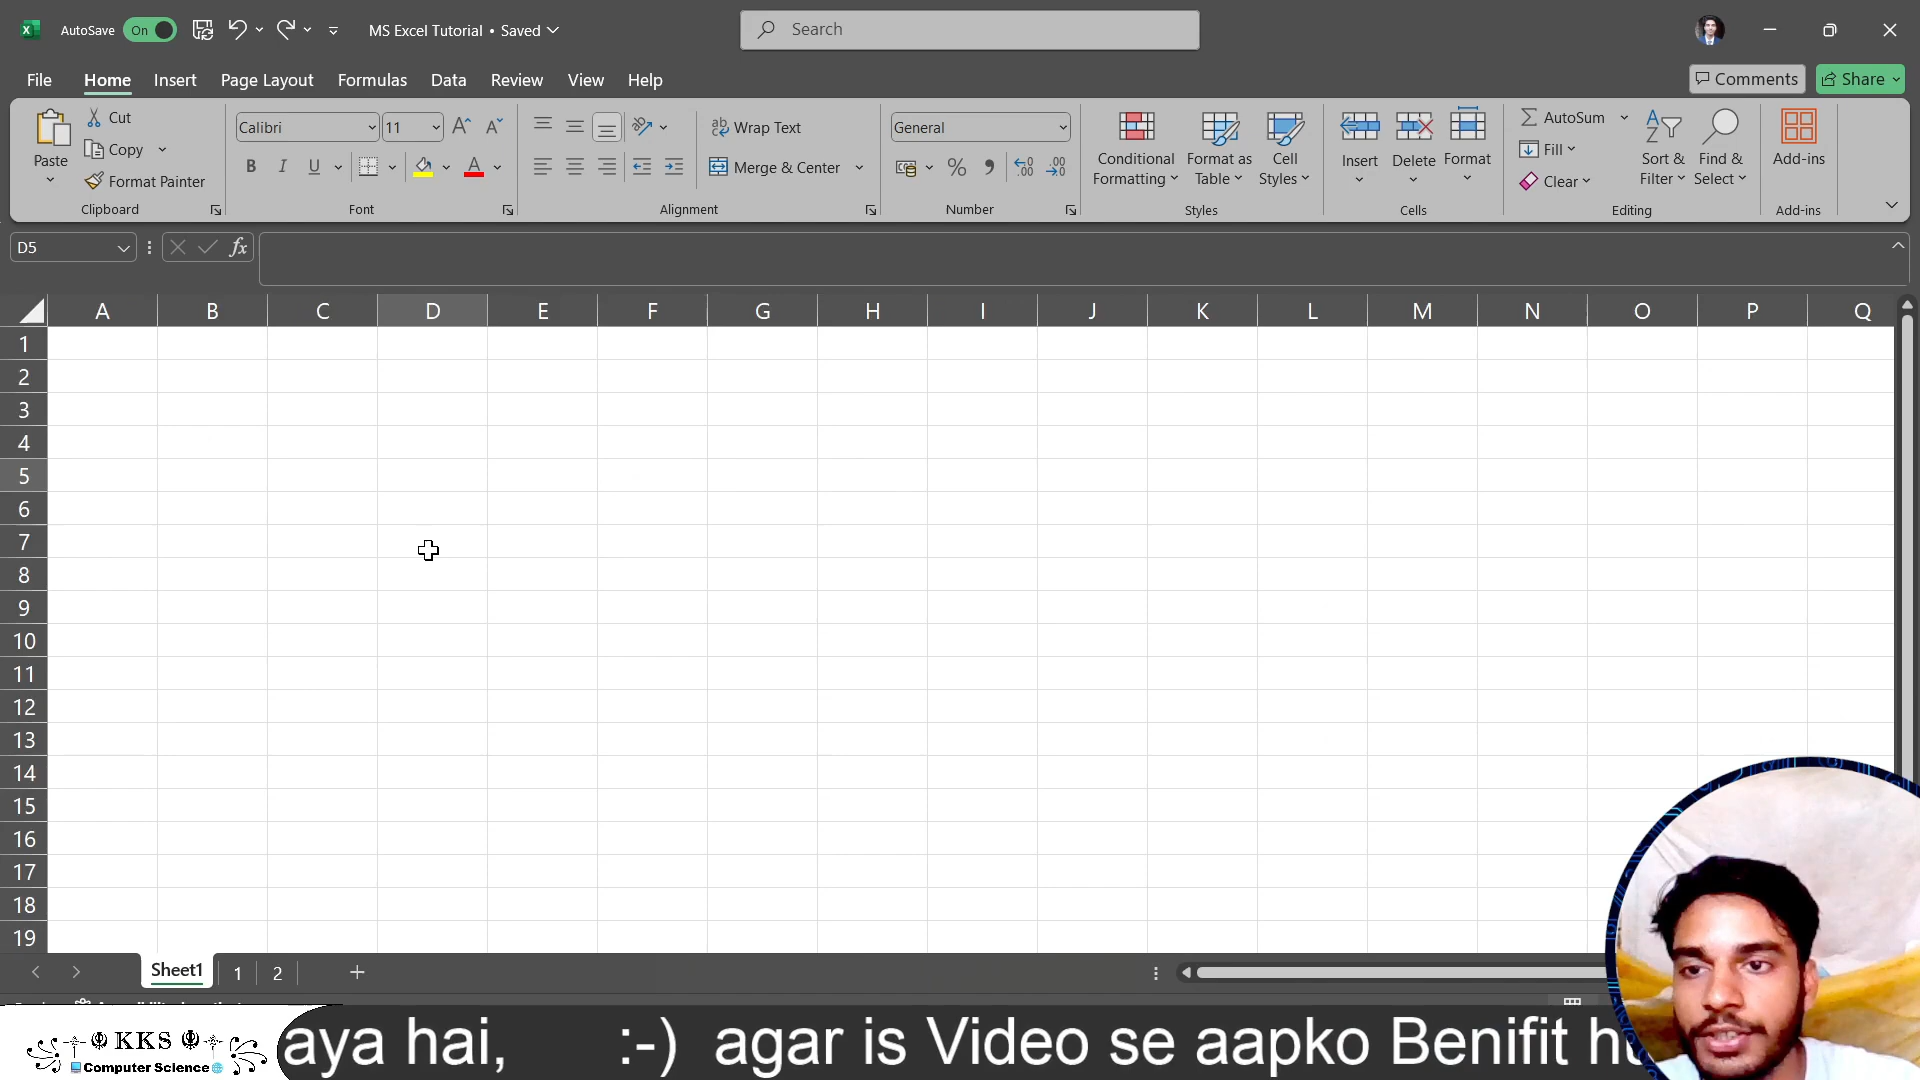 AutoSave On MS Excel Tutorial • Saved Search
File Home Insert Page Layout Formulas Data Review View Help Comments Share
Paste Cut Copy Format Painter Clipboard
Calibri 11 B I U A Font
ab Wrap Text Merge & Center Alignment
General % Number
Conditional Formatting Format as Table Cell Styles Styles
Insert Delete Format Cells
AutoSum Fill Clear Sort & Filter Find & Select Editing
Add-ins Add-ins
D5 fx
A B C D E F G H I J K L M N O P Q
1
2
3
4
5
6
7
8
9
10
11
12
13
14
15
16
17
18
19
Sheet1 1 2 +
KKS
Computer Science
aya hai, :-) agar is Video se aapko Benifit